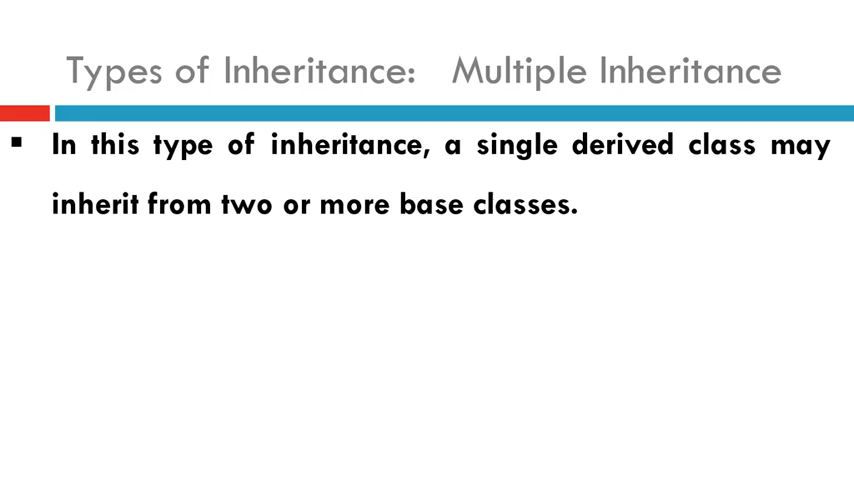 Types of Inheritance: Multiple Inheritance
▪ In this type of inheritance, a single derived class may
inherit from two or more base classes.